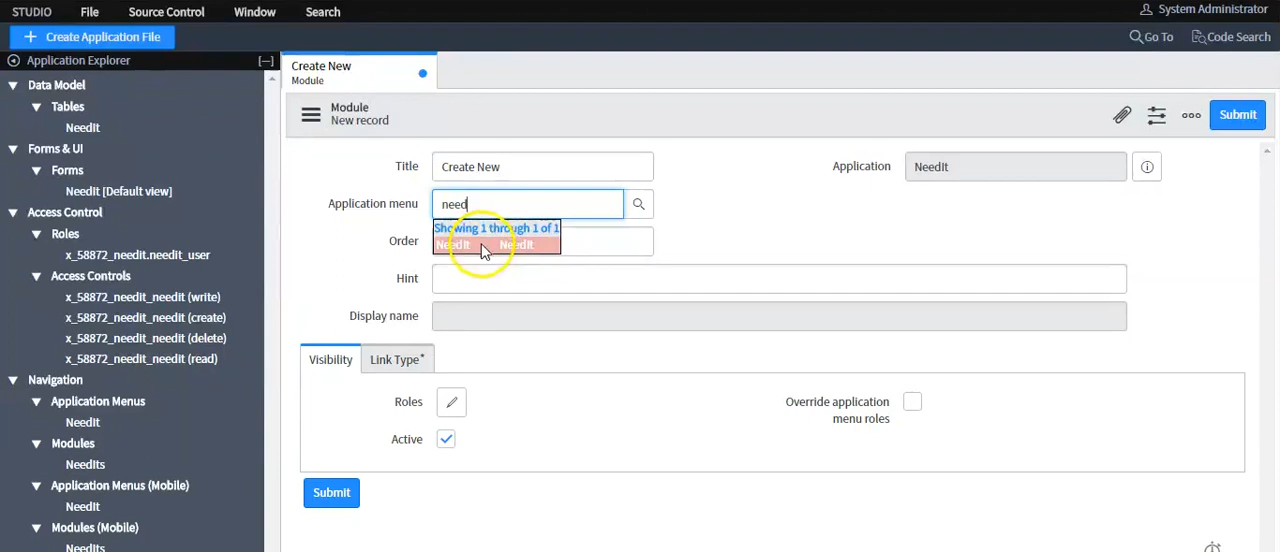 STUDIO File Source Control Window Search System Administrator
+ Create Application File Go To Code Search
Application Explorer [—]
Data Model
Tables
NeedIt
Forms & UI
Forms
NeedIt [Default view]
Access Control
Roles
x_58872_needit.needit_user
Access Controls
x_58872_needit_needit (write)
x_58872_needit_needit (create)
x_58872_needit_needit (delete)
x_58872_needit_needit (read)
Navigation
Application Menus
NeedIt
Modules
NeedIts
Application Menus (Mobile)
NeedIt
Modules (Mobile)
NeedIts
Create New
Module
Module
New record
Submit
Title Create New Application NeedIt
Application menu need
Showing 1 through 1 of 1
NeedIt NeedIt
Order
Hint
Display name
Visibility Link Type*
Roles Override application
menu roles
Active
Submit